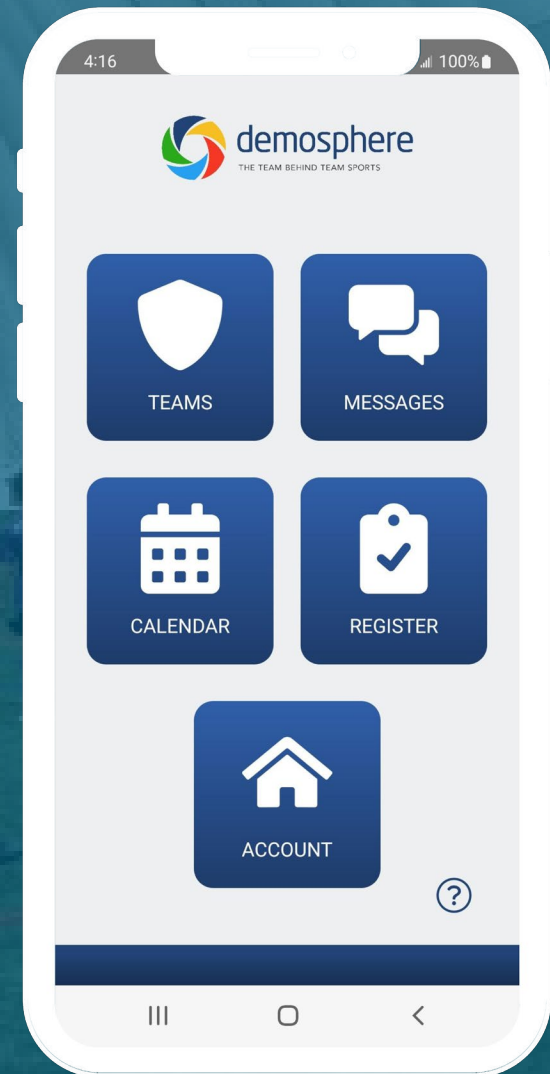 4:16
100%
demosphere
THE TEAM BEHIND TEAM SPORTS
TEAMS
MESSAGES
CALENDAR
REGISTER
ACCOUNT
?